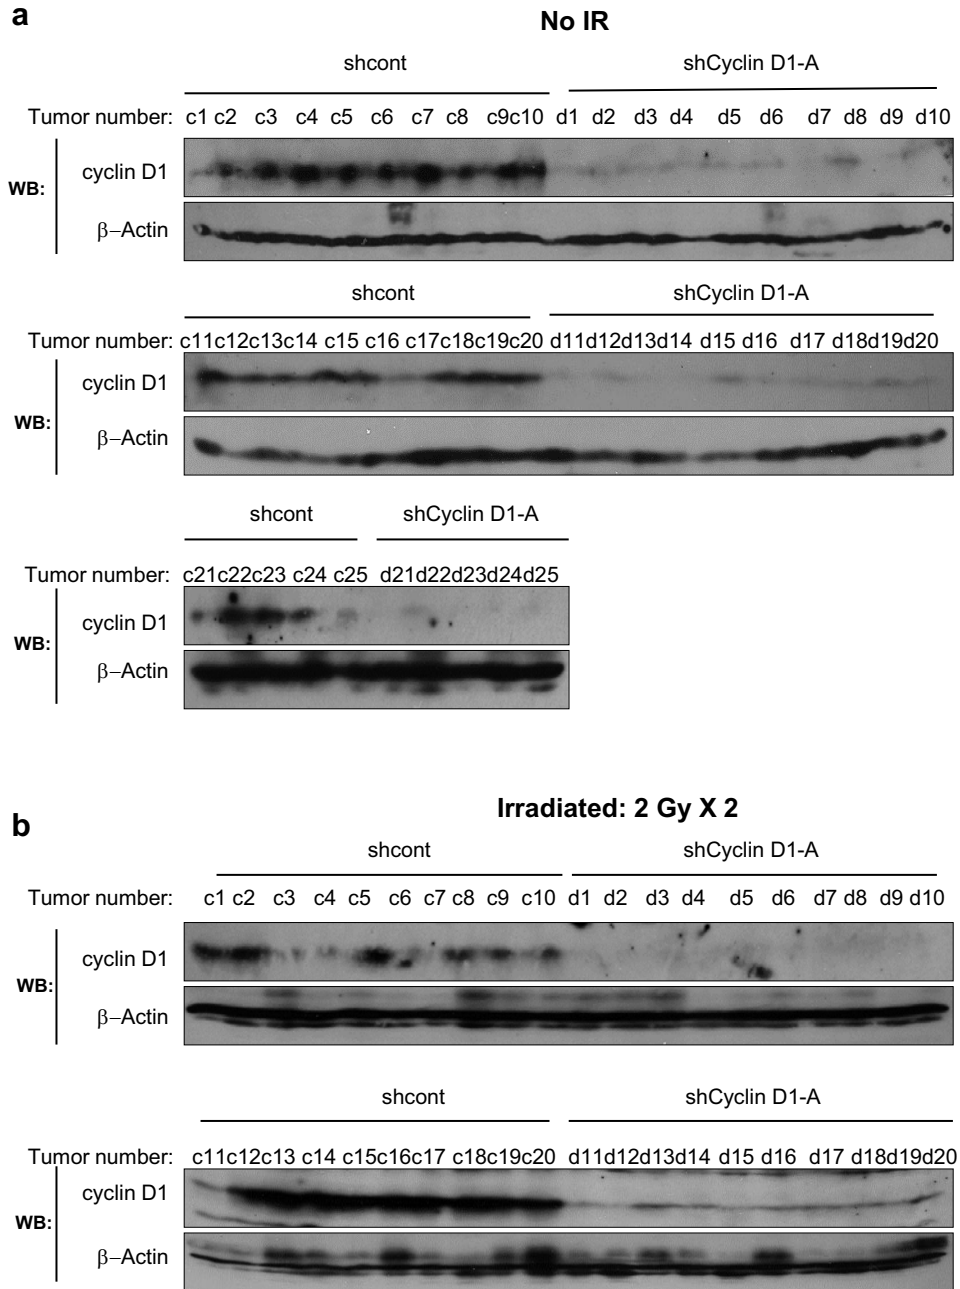 a
No IR
shcont shCyclin D1-A
Tumor number: c1 c2 c3 c4 c5 c6 c7 c8 c9c10 d1 d2 d3 d4 d5 d6 d7 d8 d9 d10
cyclin D1
WB:
β−Actin
shcont shCyclin D1-A
Tumor number: c11c12c13c14 c15 c16 c17c18c19c20 d11d12d13d14 d15 d16 d17 d18d19d20
cyclin D1
WB:
β−Actin
shcont shCyclin D1-A
Tumor number: c21c22c23 c24 c25 d21d22d23d24d25
cyclin D1
WB:
β−Actin
Irradiated: 2 Gy X 2
b
shcont shCyclin D1-A
Tumor number: c1 c2 c3 c4 c5 c6 c7 c8 c9 c10 d1 d2 d3 d4 d5 d6 d7 d8 d9 d10
cyclin D1
WB:
β−Actin
shcont shCyclin D1-A
Tumor number: c11c12c13 c14 c15c16c17 c18c19c20 d11d12d13d14 d15 d16 d17 d18d19d20
cyclin D1
WB:
β−Actin